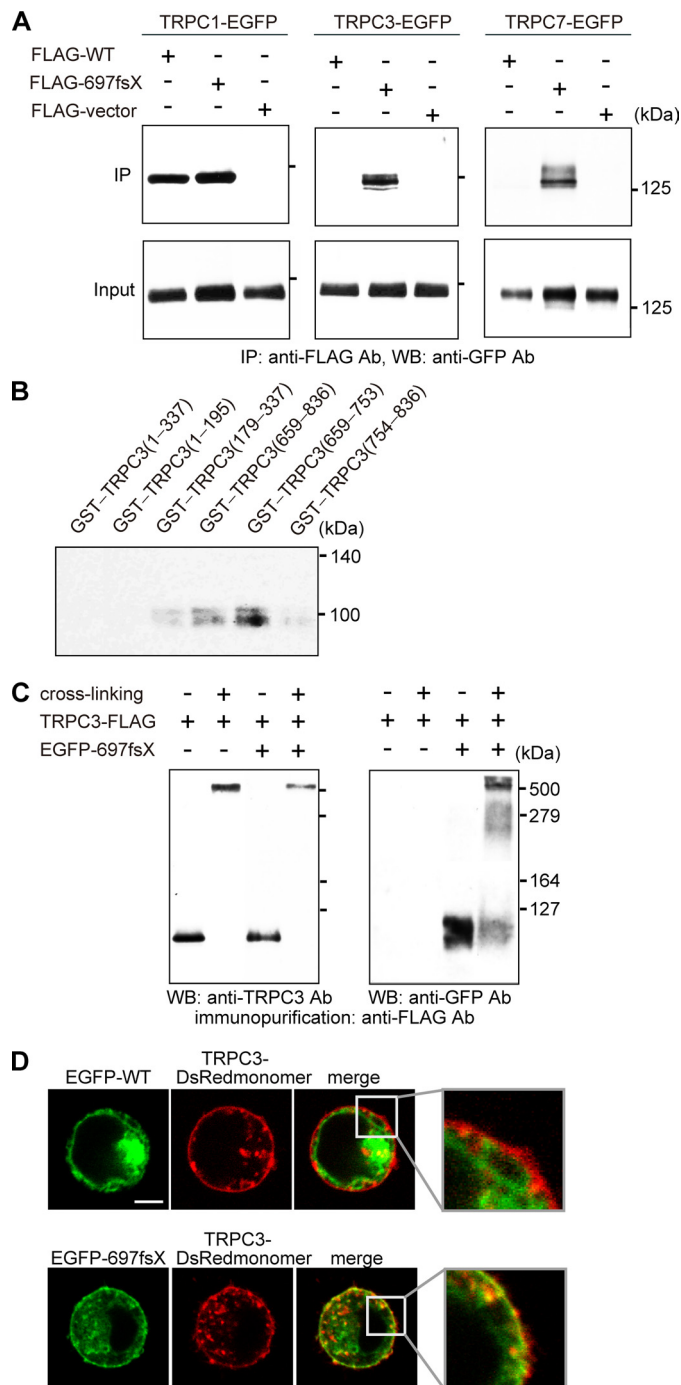 A
TRPC1-EGFP TRPC3-EGFP TRPC7-EGFP
FLAG-WT + - - + - - + - -
FLAG-697fsX - + - - + - - + -
FLAG-vector - - + - - + - - + (kDa)
IP
125
Input
125
IP: anti-FLAG Ab, WB: anti-GFP Ab
B
GST–TRPC3(1–337)
GST–TRPC3(1–195)
GST–TRPC3(179–337)
GST–TRPC3(659–836)
GST–TRPC3(659–753)
GST–TRPC3(754–836)
(kDa)
140
100
C
cross-linking - + - + - + - +
TRPC3-FLAG + + + + + + + +
EGFP-697fsX - - + + - - + + (kDa)
500
279
164
127
WB: anti-TRPC3 Ab WB: anti-GFP Ab
immunopurification: anti-FLAG Ab
D
EGFP-WT TRPC3-DsRedmonomer merge
EGFP-697fsX TRPC3-DsRedmonomer merge